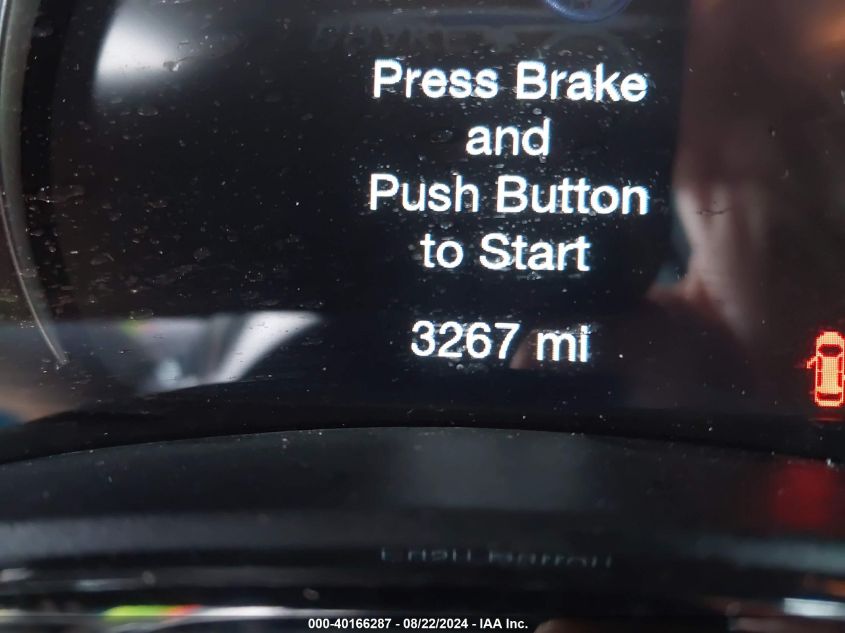 Press Brake
and
Push Button
to Start
3267 mi
000-40166287 - 08/22/2024 - IAA Inc.